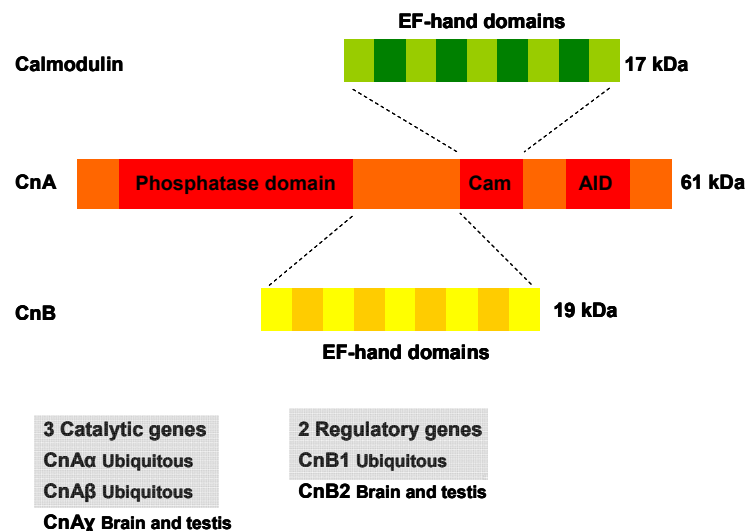 EF-hand domains
Calmodulin
17 kDa
CnA
Phosphatase domain
Cam
AID
61 kDa
CnB
19 kDa
EF-hand domains
3 Catalytic genes
CnAα Ubiquitous
CnAβ Ubiquitous
CnAχ Brain and testis
2 Regulatory genes
CnB1 Ubiquitous
CnB2 Brain and testis